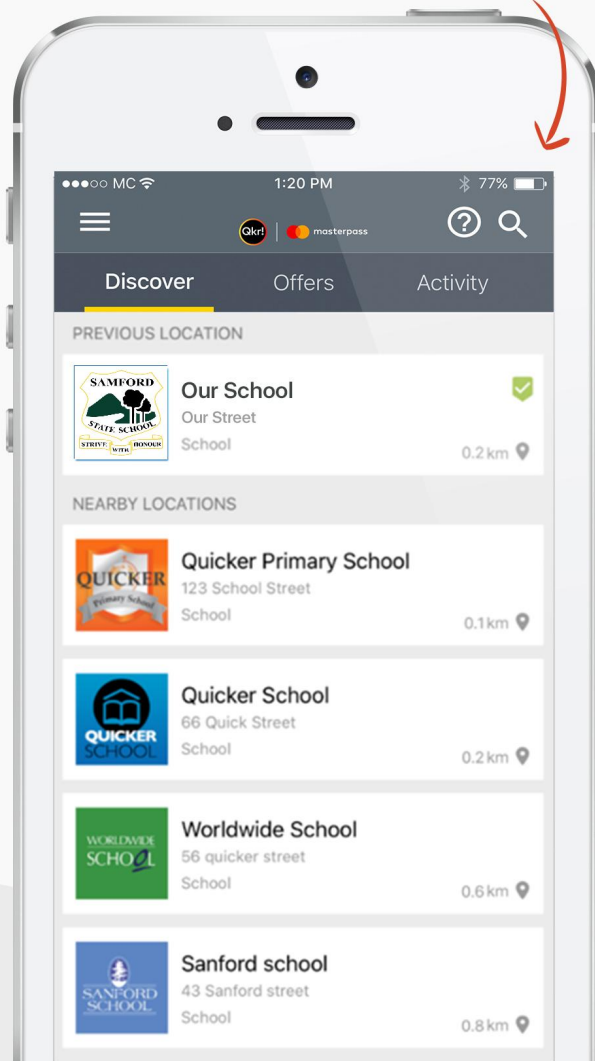 MC
1:20 PM
77%
Qkr!
masterpass
Discover
Offers
Activity
PREVIOUS LOCATION
SAMFORD
STATE SCHOOL
STRIVE WITH HONOUR
Our School
Our Street
School
0.2 km
NEARBY LOCATIONS
QUICKER
Primary School
Quicker Primary School
123 School Street
School
0.1 km
QUICKER
SCHOOL
Quicker School
66 Quick Street
School
0.2 km
WORLDWIDE
SCHOOL
Worldwide School
56 quicker street
School
0.6 km
SANFORD
SCHOOL
Sanford school
43 Sanford street
School
0.8 km